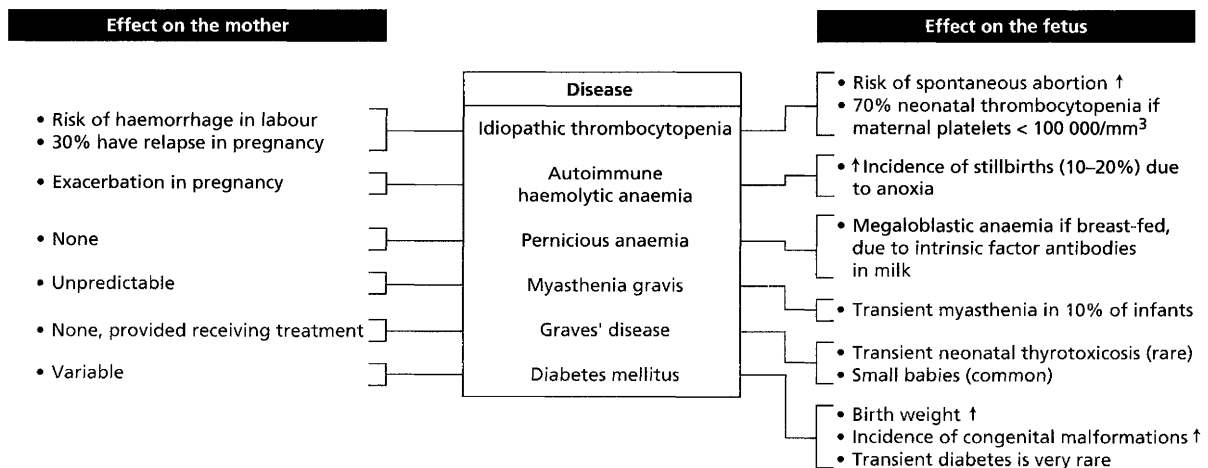 Effect on the mother
Effect on the fetus
Disease
• Risk of haemorrhage in labour
• 30% have relapse in pregnancy
Idiopathic thrombocytopenia
• Risk of spontaneous abortion ↑
• 70% neonatal thrombocytopenia if
maternal platelets < 100 000/mm³
• Exacerbation in pregnancy
Autoimmune
haemolytic anaemia
• ↑ Incidence of stillbirths (10–20%) due
to anoxia
• None
Pernicious anaemia
• Megaloblastic anaemia if breast-fed,
due to intrinsic factor antibodies
in milk
• Unpredictable
Myasthenia gravis
• Transient myasthenia in 10% of infants
• None, provided receiving treatment
Graves' disease
• Transient neonatal thyrotoxicosis (rare)
• Small babies (common)
• Variable
Diabetes mellitus
• Birth weight ↑
• Incidence of congenital malformations ↑
• Transient diabetes is very rare